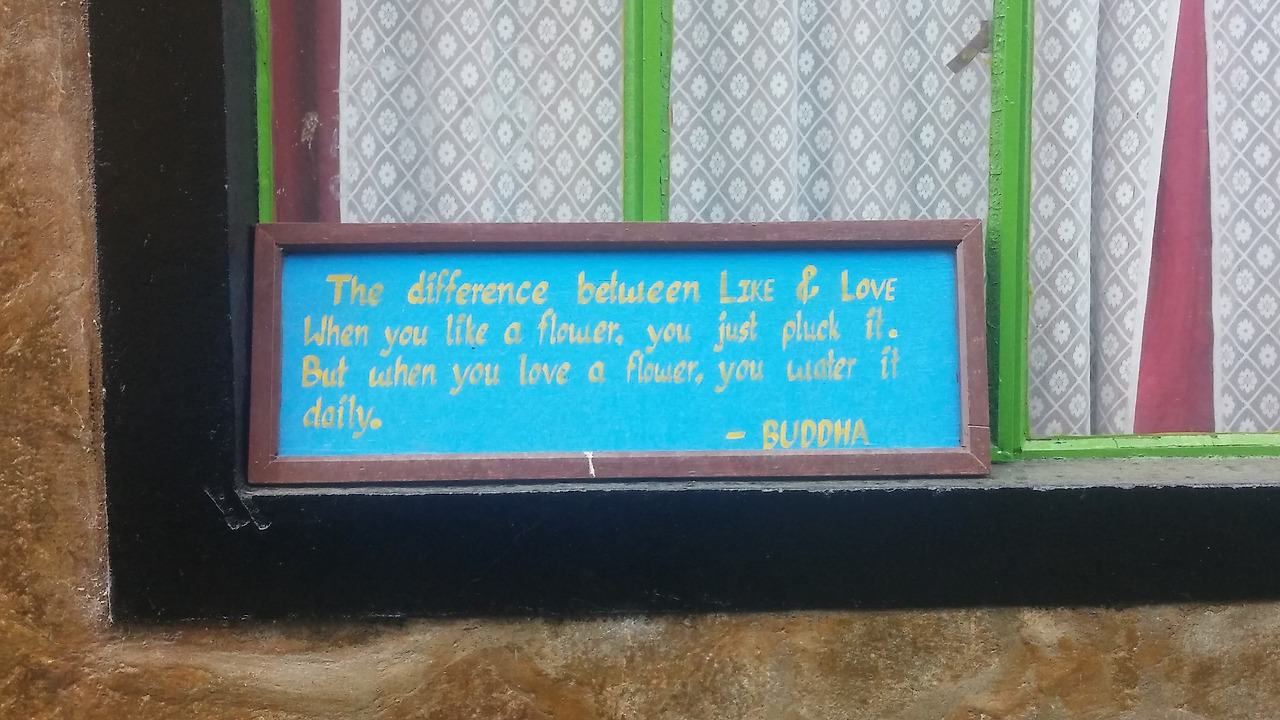 The difference between LIKE & LOVE
When you like a flower, you just pluck it.
But when you love a flower, you water it
daily.
- BUDDHA